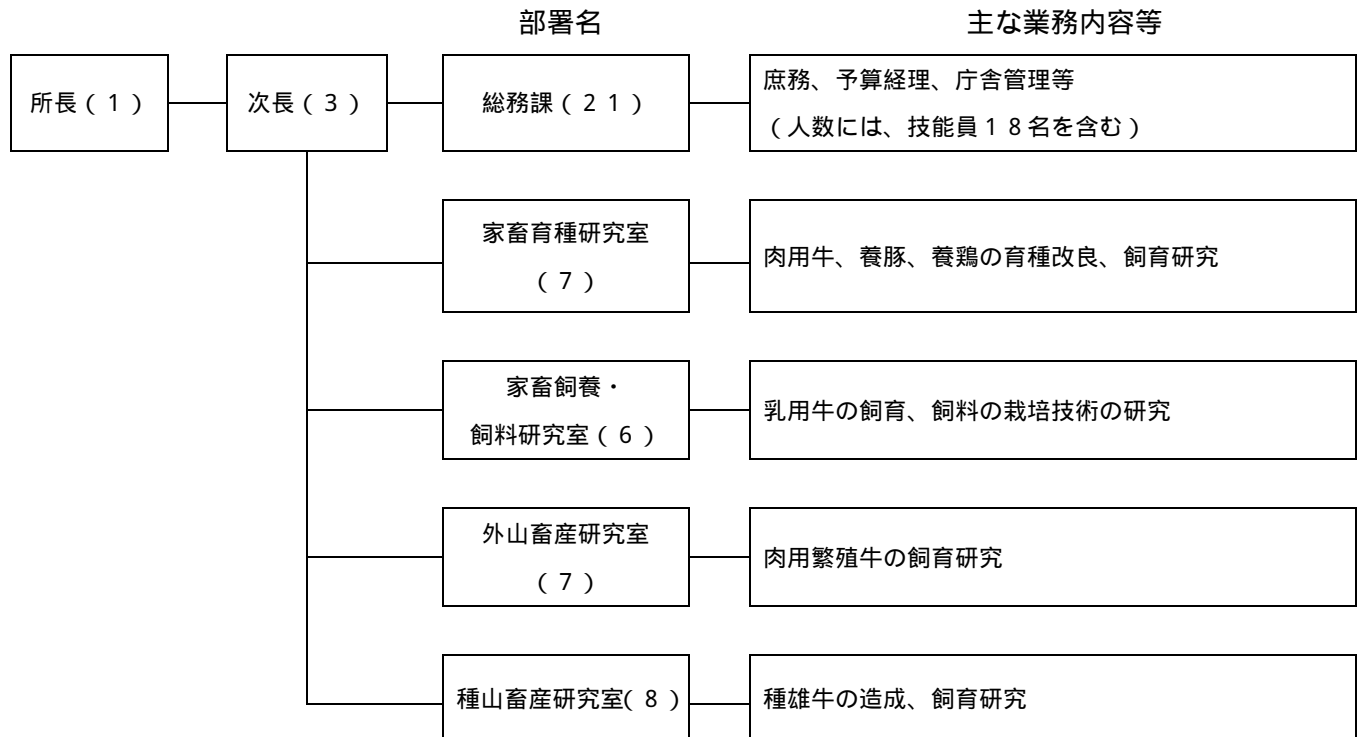 部署名
主な業務内容等
所長(1)
次長(3)
総務課(21)
庶務、予算経理、庁舎管理等
(人数には、技能員18名を含む)
家畜育種研究室
(7)
肉用牛、養豚、養鶏の育種改良、飼育研究
家畜飼養・
飼料研究室(6)
乳用牛の飼育、飼料の栽培技術の研究
外山畜産研究室
(7)
肉用繁殖牛の飼育研究
種山畜産研究室(8)
種雄牛の造成、飼育研究